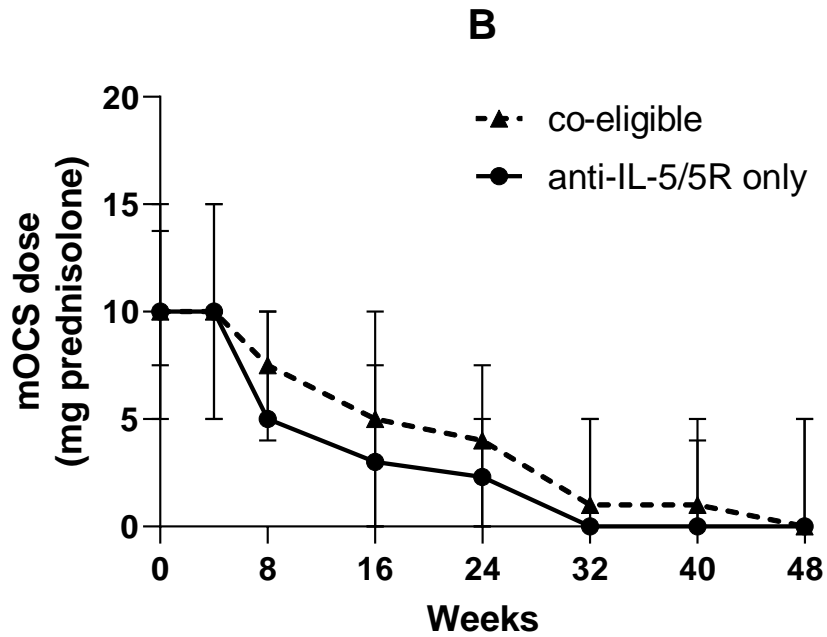 B
co-eligible
anti-IL-5/5R only
mOCS dose
(mg prednisolone)
20
15
10
5
0
0 8 16 24 32 40 48
Weeks